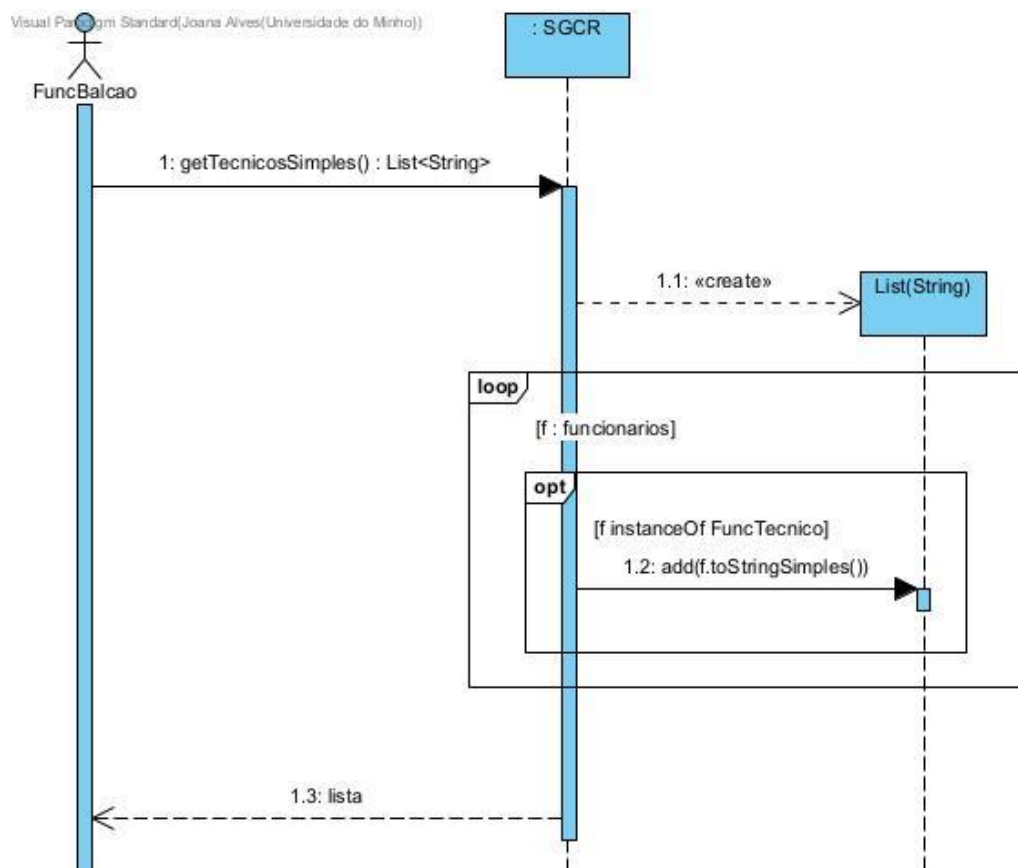 Visual Paradigm Standard(Joana Alves(Universidade do Minho))
: SGCR
FuncBalcao
1: getTecnicosSimples() : List<String>
1.1: «create»
List(String)
loop
[f : funcionarios]
opt
[f instanceOf FuncTecnico]
1.2: add(f.toStringSimples())
1.3: lista